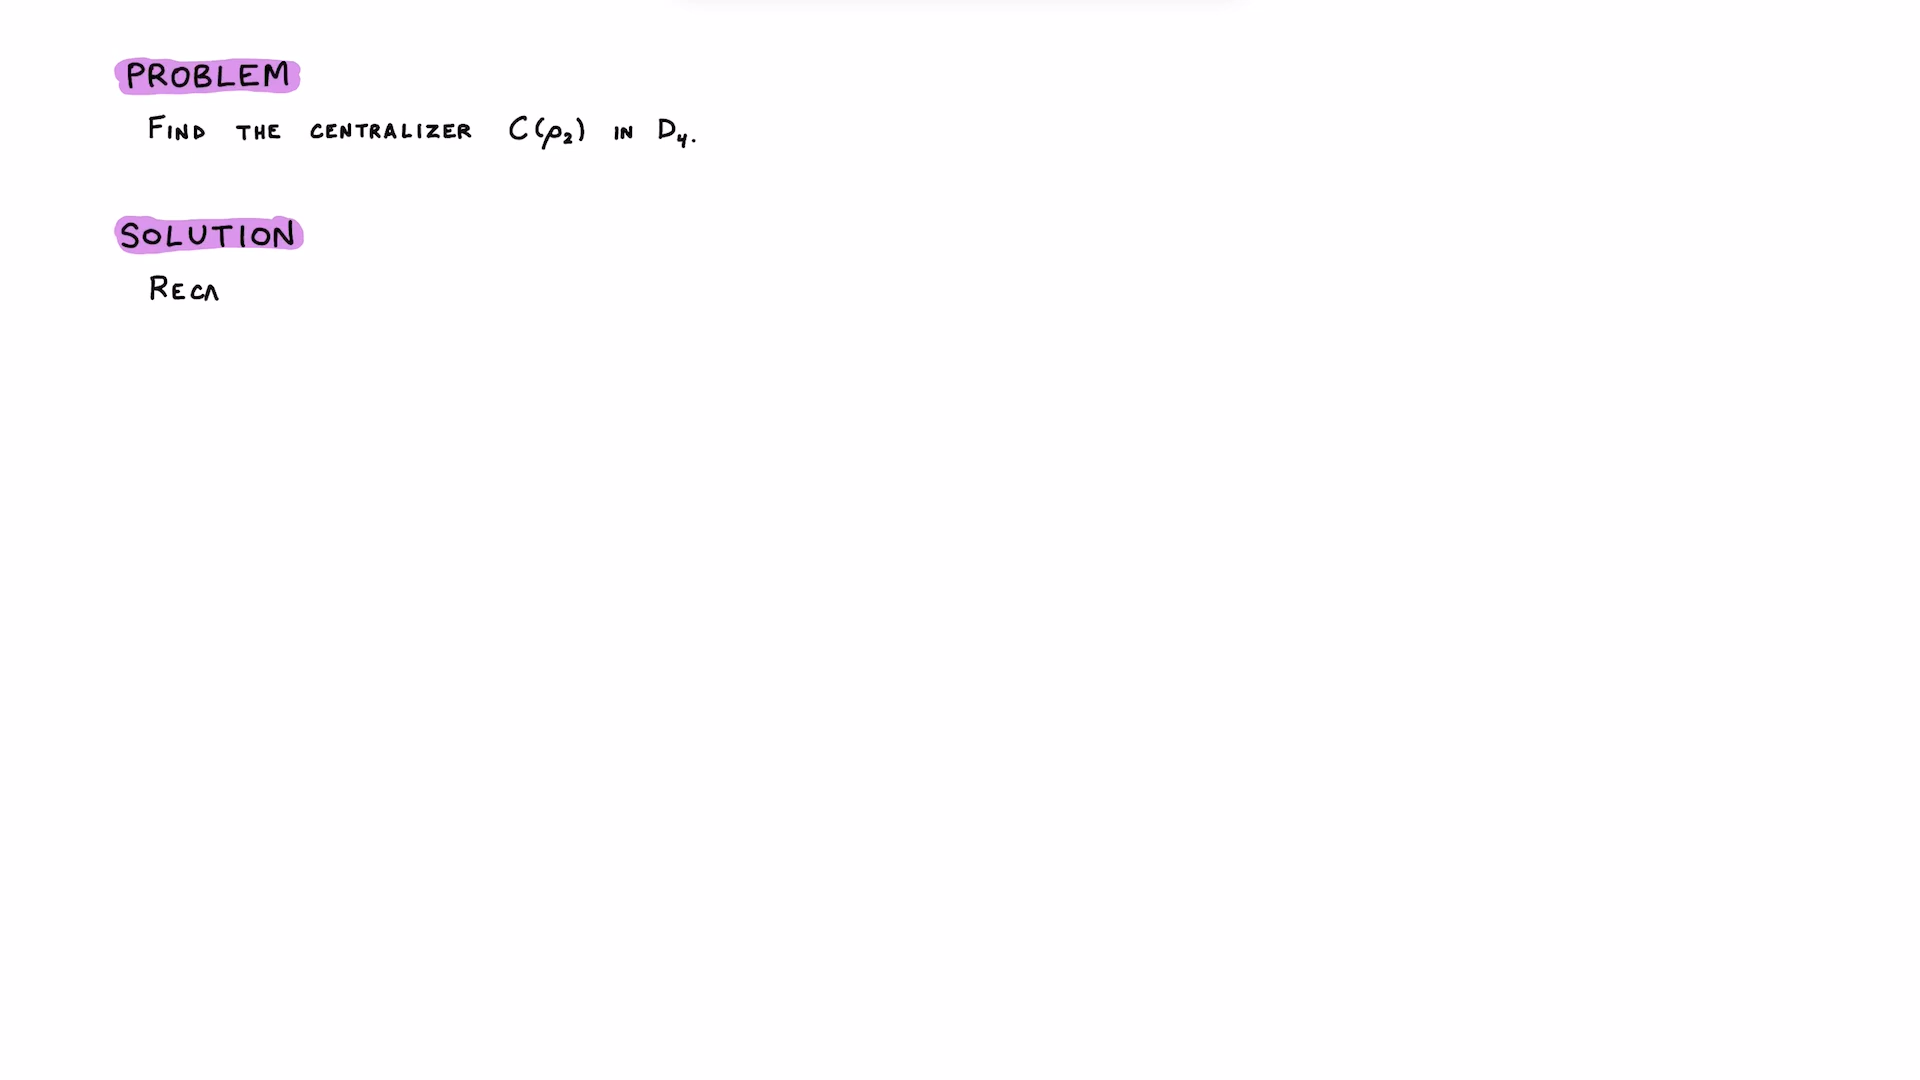 PROBLEM
FIND THE CENTRALIZER C(ρ₂) IN D₄.
SOLUTION
RECA